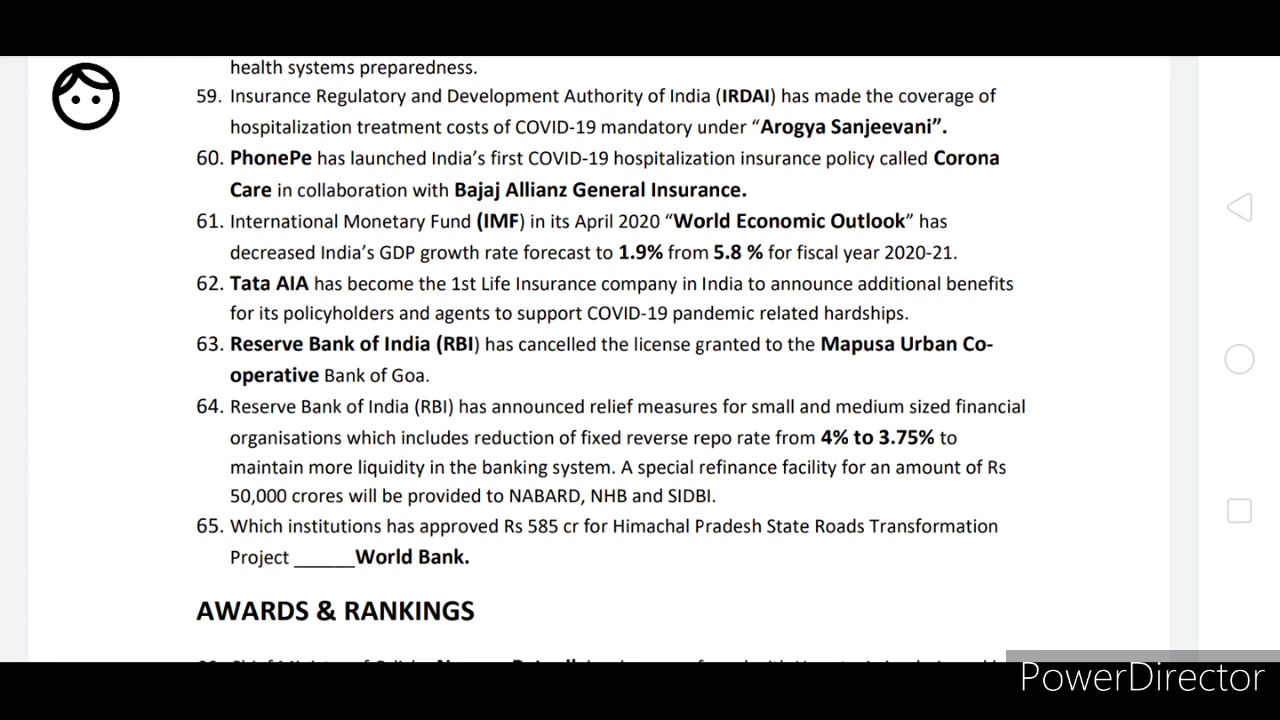 health systems preparedness.
59. Insurance Regulatory and Development Authority of India (IRDAI) has made the coverage of
hospitalization treatment costs of COVID-19 mandatory under “Arogya Sanjeevani”.
60. PhonePe has launched India’s first COVID-19 hospitalization insurance policy called Corona
Care in collaboration with Bajaj Allianz General Insurance.
61. International Monetary Fund (IMF) in its April 2020 “World Economic Outlook” has
decreased India’s GDP growth rate forecast to 1.9% from 5.8 % for fiscal year 2020-21.
62. Tata AIA has become the 1st Life Insurance company in India to announce additional benefits
for its policyholders and agents to support COVID-19 pandemic related hardships.
63. Reserve Bank of India (RBI) has cancelled the license granted to the Mapusa Urban Co-
operative Bank of Goa.
64. Reserve Bank of India (RBI) has announced relief measures for small and medium sized financial
organisations which includes reduction of fixed reverse repo rate from 4% to 3.75% to
maintain more liquidity in the banking system. A special refinance facility for an amount of Rs
50,000 crores will be provided to NABARD, NHB and SIDBI.
65. Which institutions has approved Rs 585 cr for Himachal Pradesh State Roads Transformation
Project ______World Bank.
AWARDS & RANKINGS
PowerDirector